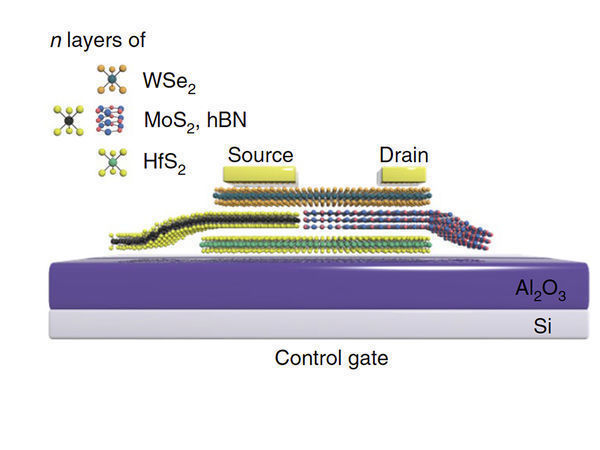 n layers of
WSe₂
MoS₂, hBN
HfS₂
Source
Drain
Al₂O₃
Si
Control gate